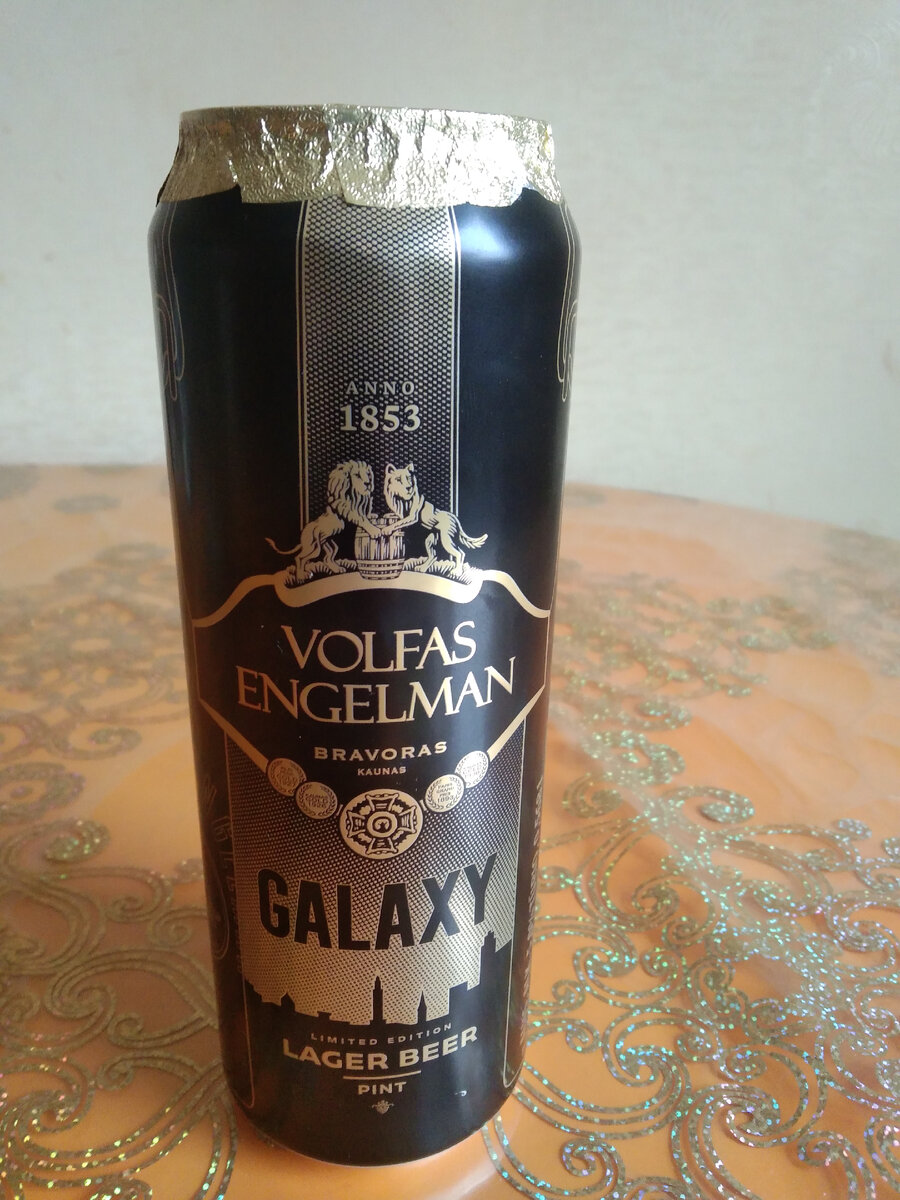 ANNO
1853
VOLFAS
ENGELMAN
BRAVORAS
KAUNAS
GALAXY
LIMITED EDITION
LAGER BEER
PINT